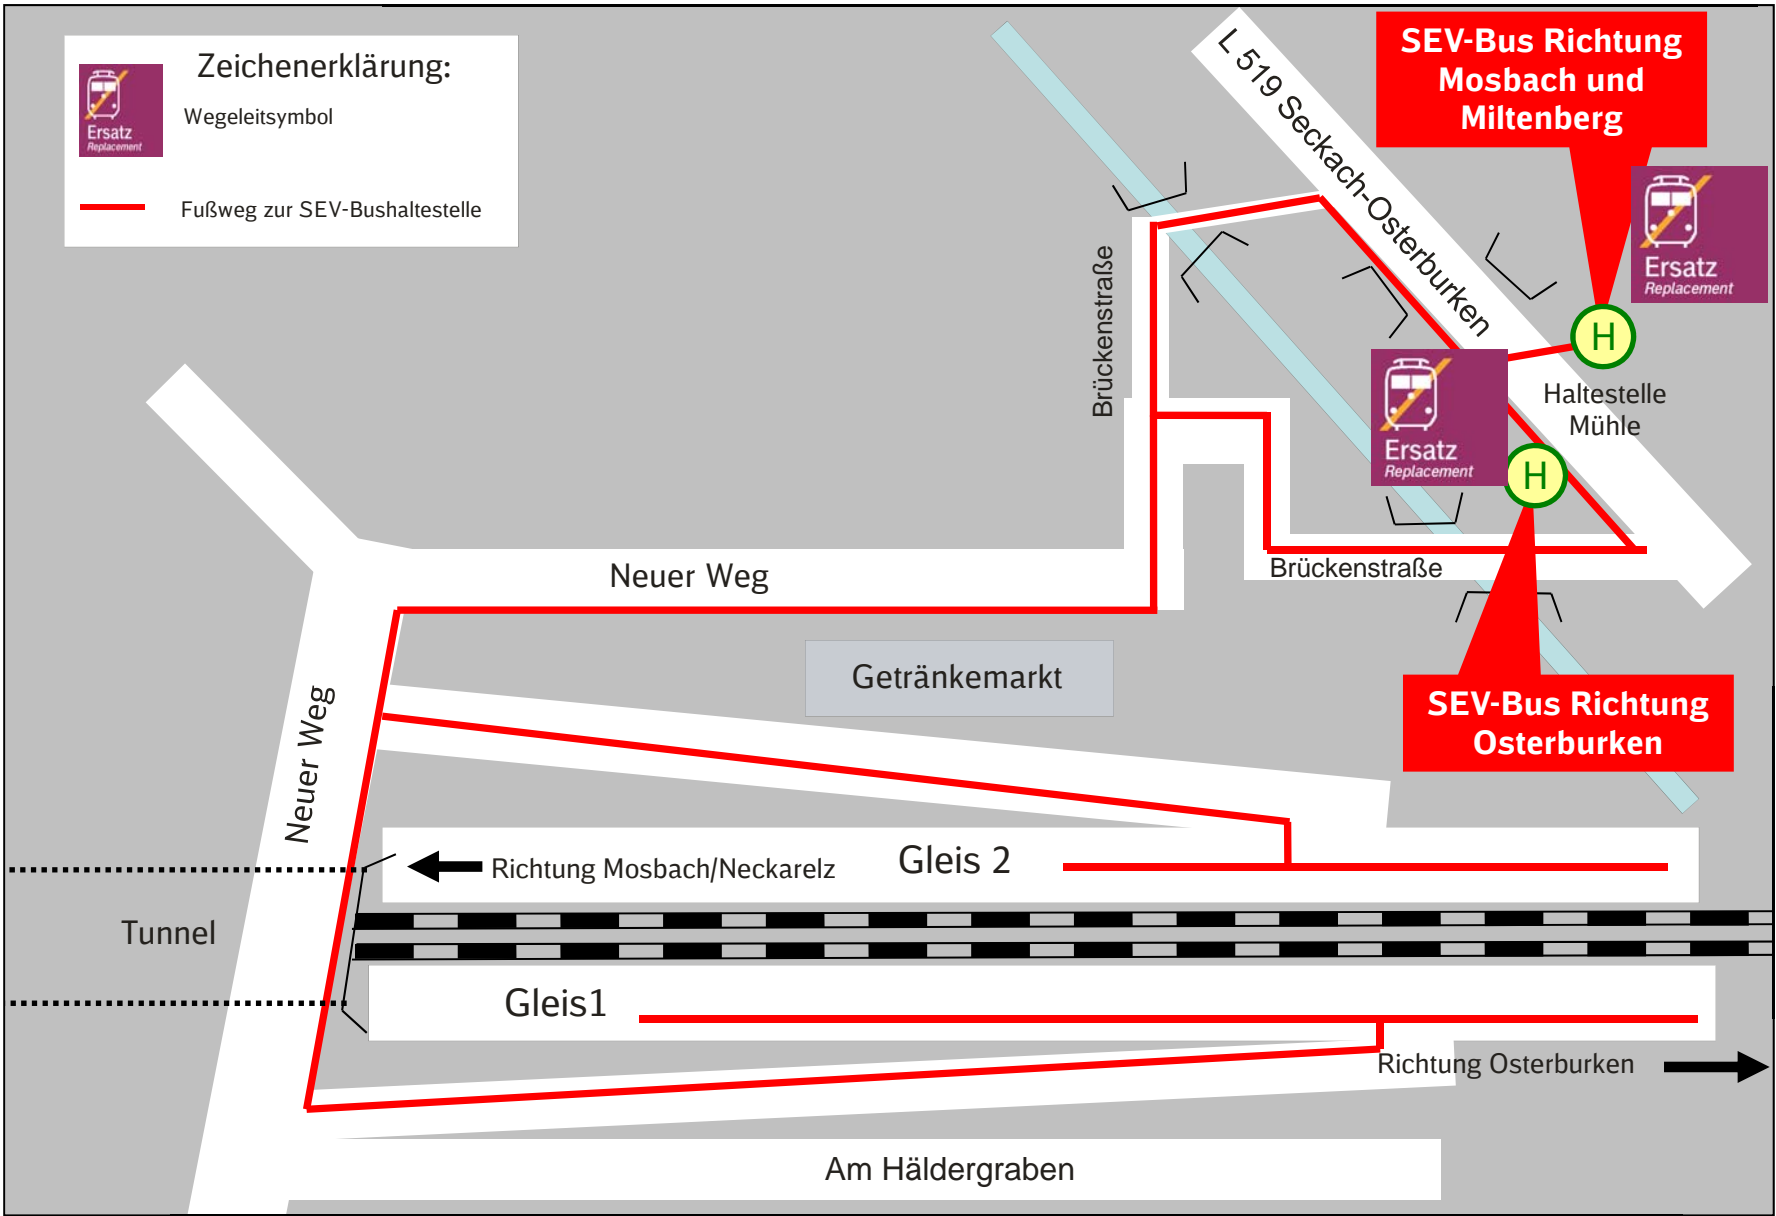 Zeichenerklärung:
Ersatz
Replacement
Wegeleitsymbol
Fußweg zur SEV-Bushaltestelle
L 519 Seckach-Osterburken
SEV-Bus Richtung
Mosbach und
Miltenberg
Ersatz
Replacement
H
Haltestelle
Mühle
Brückenstraße
Ersatz
Replacement
H
Brückenstraße
Neuer Weg
Getränkemarkt
SEV-Bus Richtung
Osterburken
Neuer Weg
Richtung Mosbach/Neckarelz
Gleis 2
Tunnel
Gleis1
Richtung Osterburken
Am Häldergraben